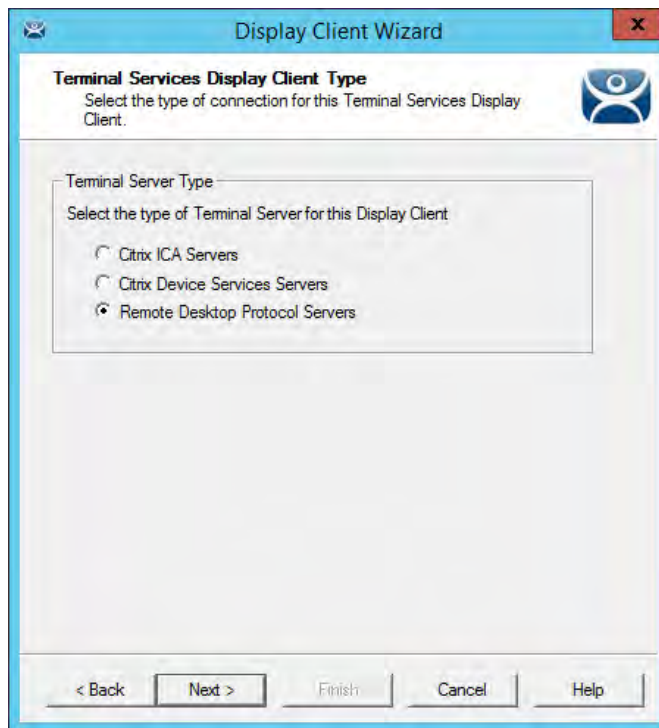 Display Client Wizard
x
Terminal Services Display Client Type
Select the type of connection for this Terminal Services Display
Client.
Terminal Server Type
Select the type of Terminal Server for this Display Client
Citrix ICA Servers
Citrix Device Services Servers
Remote Desktop Protocol Servers
< Back Next > Finish Cancel Help